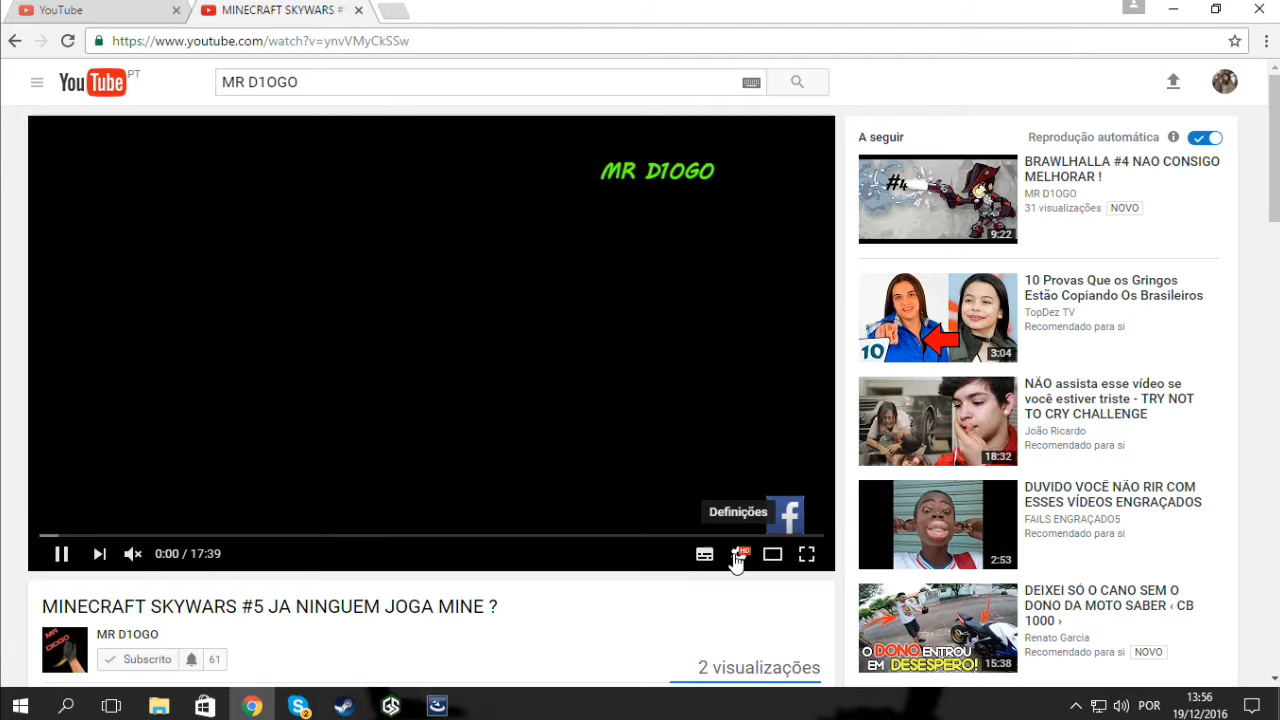 YouTube
MINECRAFT SKYWARS #
https://www.youtube.com/watch?v=ynvVMyCkSSw
YouTube PT
MR D1OGO
MR D1OGO
Definições
f
0:00 / 17:39
HD
MINECRAFT SKYWARS #5 JA NINGUEM JOGA MINE ?
MR D1OGO
Subscrito
61
2 visualizações
A seguir
Reprodução automática
#4
9:22
BRAWLHALLA #4 NAO CONSIGO
MELHORAR !
MR D1OGO
31 visualizações NOVO
10
3:04
10 Provas Que os Gringos
Estão Copiando Os Brasileiros
TopDez TV
Recomendado para si
18:32
NÃO assista esse vídeo se
você estiver triste - TRY NOT
TO CRY CHALLENGE
João Ricardo
Recomendado para si
2:53
DUVIDO VOCÊ NÃO RIR COM
ESSES VÍDEOS ENGRAÇADOS
FAILS ENGRAÇADO5
Recomendado para si
O DONO ENTROU
EM DESESPERO!
15:38
DEIXEI SÓ O CANO SEM O
DONO DA MOTO SABER ‹ CB
1000 ›
Renato Garcia
Recomendado para si NOVO
2
GS
POR
13:56
19/12/2016